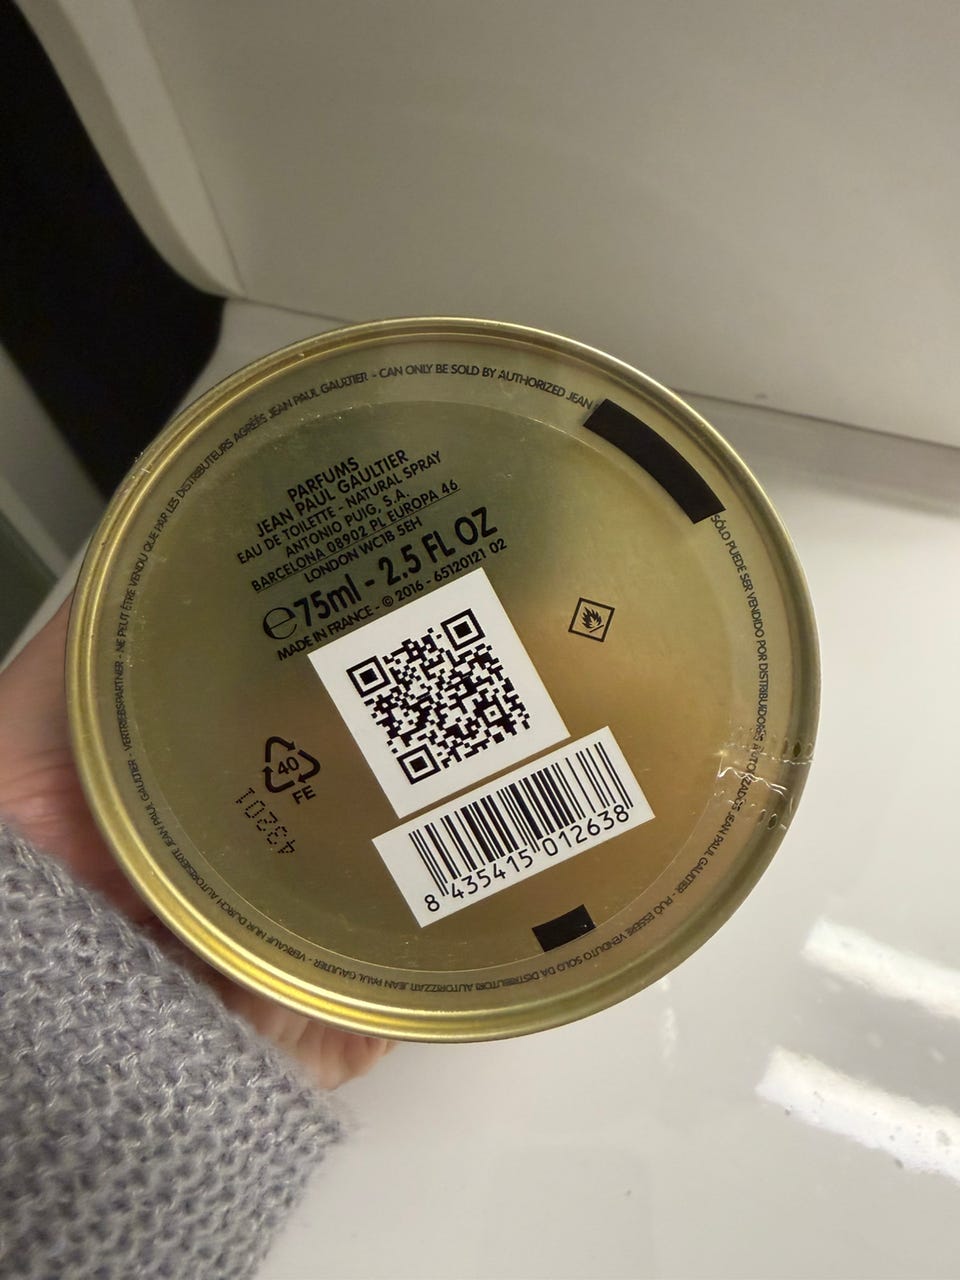 PARFUMS
JEAN PAUL GAULTIER
EAU DE TOILETTE - NATURAL SPRAY
ANTONIO PUIG, S.A.
BARCELONA 08902 PL EUROPA 46
LONDON WC1B 5EH
℮75ml - 2.5 FL OZ
MADE IN FRANCE - © 2016 - 65120121 02
40
FE
43201
8 435415 012638
NE PEUT ÊTRE VENDU QUE PAR LES DISTRIBUTEURS AGRÉÉS JEAN PAUL GAULTIER - CAN ONLY BE SOLD BY AUTHORIZED JEAN
SÓLO PUEDE SER VENDIDO POR DISTRIBUIDORES AUTORIZADOS JEAN PAUL GAULTIER - PUÒ ESSERE VENDUTO SOLO DA DISTRIBUTORI AUTORIZZATI JEAN PAUL GAULTIER - VERKAUF NUR DURCH AUTORISIERTE JEAN PAUL GAULTIER - VERTRIEBSPARTNER -